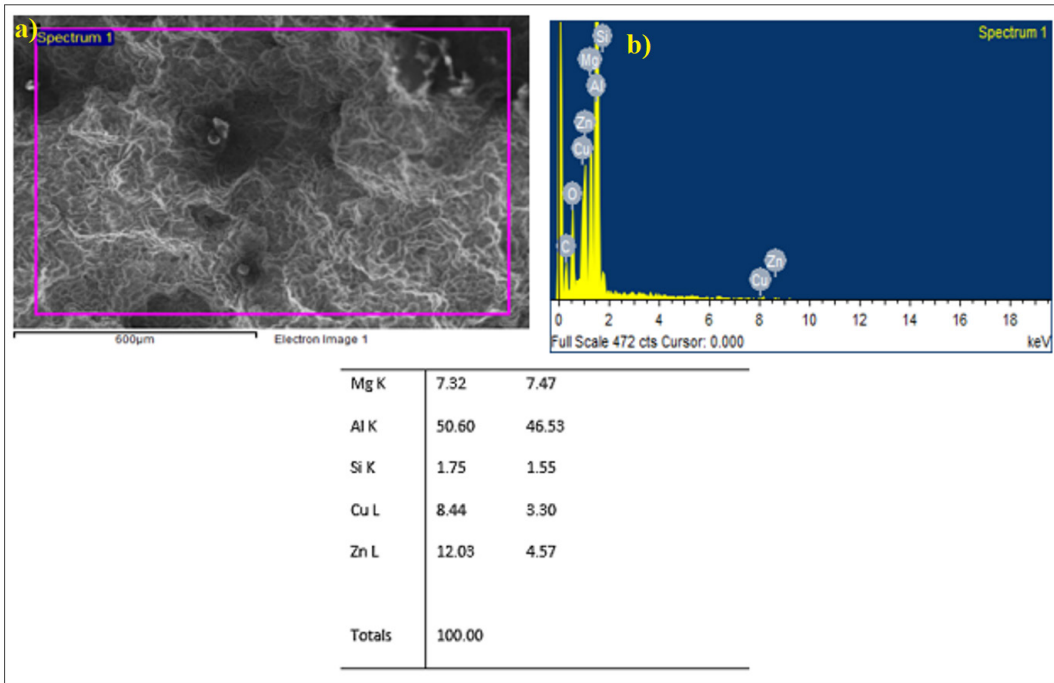 a)
Spectrum 1
600µm
Electron Image 1
b)
Spectrum 1
Si
Mg
Al
Zn
Cu
O
C
Zn
Cu
0 2 4 6 8 10 12 14 16 18
Full Scale 472 cts Cursor: 0.000 keV
Mg K 7.32 7.47
Al K 50.60 46.53
Si K 1.75 1.55
Cu L 8.44 3.30
Zn L 12.03 4.57
Totals 100.00